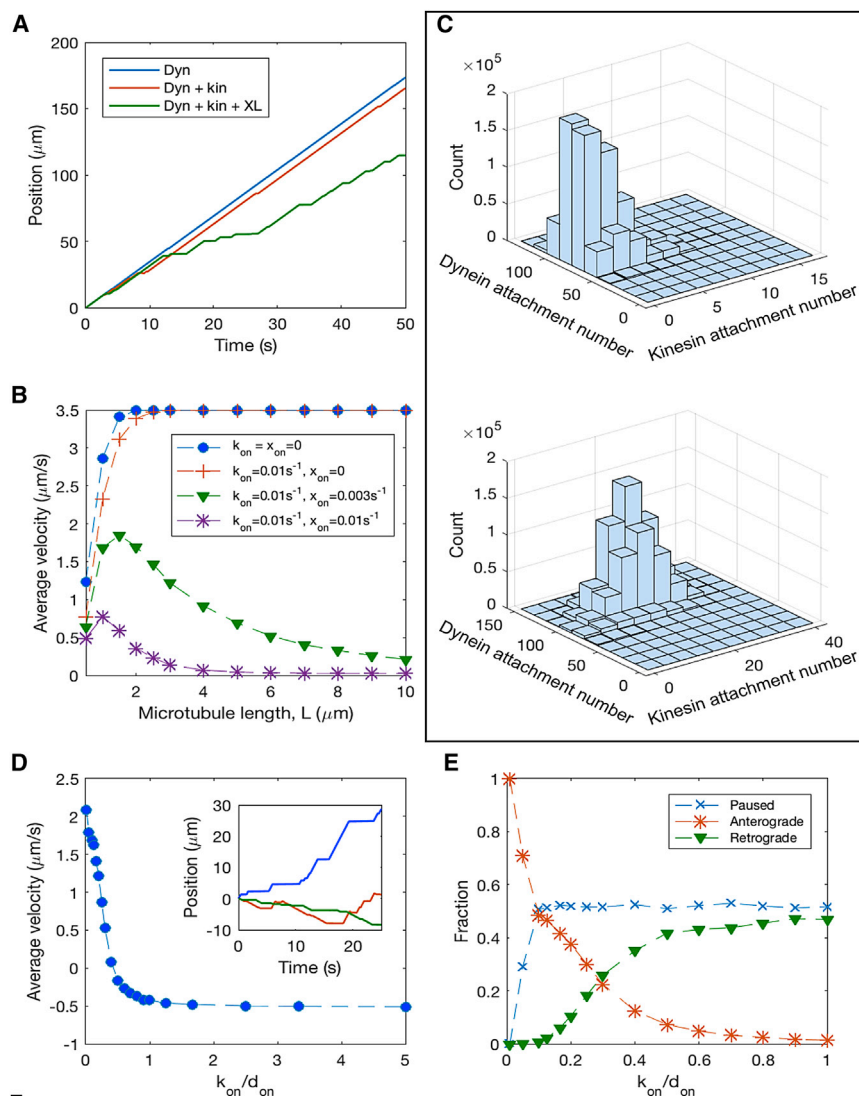 A
Position (μm)
200
150
100
50
0
Dyn
Dyn + kin
Dyn + kin + XL
0 10 20 30 40 50
Time (s)
B
Average velocity (μm/s)
3.5
3
2.5
2
1.5
1
0.5
0
k_on = x_on=0
k_on=0.01s⁻¹, x_on=0
k_on=0.01s⁻¹, x_on=0.003s⁻¹
k_on=0.01s⁻¹, x_on=0.01s⁻¹
2 4 6 8 10
Microtubule length, L (μm)
C
×10⁵
2
1.5
1
0.5
0
Count
100
50
0
Dynein attachment number
0 5 10 15
Kinesin attachment number
×10⁵
2
1.5
1
0.5
0
Count
150
100
50
0
Dynein attachment number
0 20 40
Kinesin attachment number
D
Average velocity (μm/s)
2.5
2
1.5
1
0.5
0
-0.5
-1
Position (μm)
30
20
10
0
-10
0 10 20
Time (s)
0 1 2 3 4 5
k_on/d_on
E
Fraction
1
0.8
0.6
0.4
0.2
0
Paused
Anterograde
Retrograde
0 0.2 0.4 0.6 0.8 1
k_on/d_on